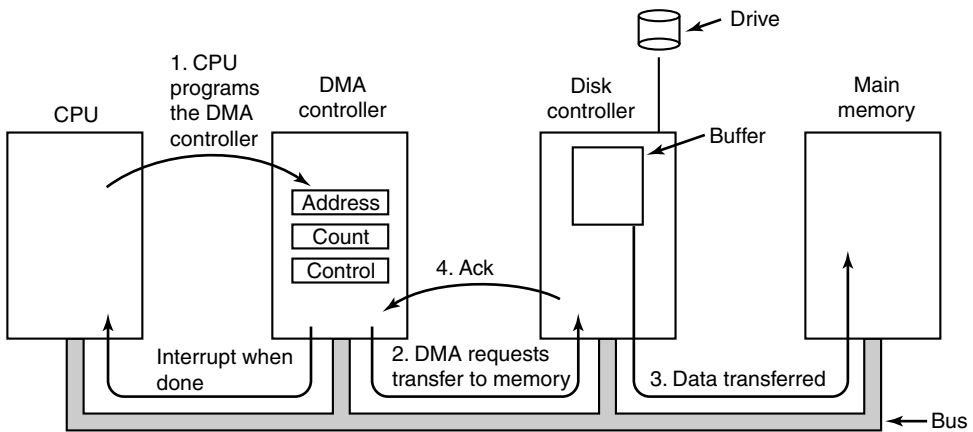 Drive
1. CPU
programs
the DMA
controller
CPU
DMA
controller
Disk
controller
Main
memory
Buffer
Address
Count
Control
4. Ack
Interrupt when
done
2. DMA requests
transfer to memory
3. Data transferred
Bus